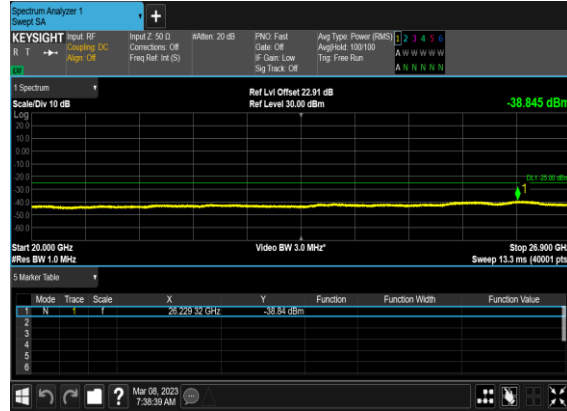 Spectrum Analyzer 1
Swept SA
+
KEYSIGHT Input: RF Input Z: 50 Ω #Atten: 20 dB PNO: Fast Avg Type: Power (RMS) 1 2 3 4 5 6
R T Coupling: DC Corrections: Off Gate: Off Avg|Hold: 100/100 A W W W W W
Align: Off Freq Ref: Int (S) IF Gain: Low Trig: Free Run
Sig Track: Off A N N N N N
1 Spectrum
Ref Lvl Offset 22.91 dB
Scale/Div 10 dB Ref Level 30.00 dBm -38.845 dBm
Log
20.0
10.0
0.00
-10.0
-20.0
DL1 -25.00 dBm
-30.0
1
-40.0
-50.0
-60.0
Start 20.000 GHz Video BW 3.0 MHz* Stop 26.900 GHz
#Res BW 1.0 MHz Sweep 13.3 ms (40001 pts)
5 Marker Table
Mode Trace Scale X Y Function Function Width Function Value
1 N 1 f 26.229 32 GHz -38.84 dBm
2
3
4
5
6
? Mar 08, 2023
7:38:39 AM